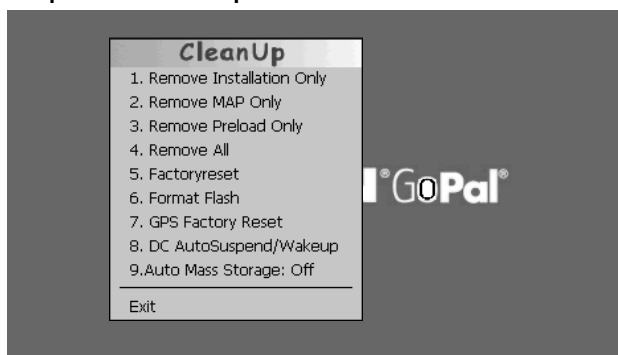 CleanUp
1. Remove Installation Only
2. Remove MAP Only
3. Remove Preload Only
4. Remove All
5. Factoryreset
6. Format Flash
7. GPS Factory Reset
8. DC AutoSuspend/Wakeup
9.Auto Mass Storage: Off
Exit
®GoPal®